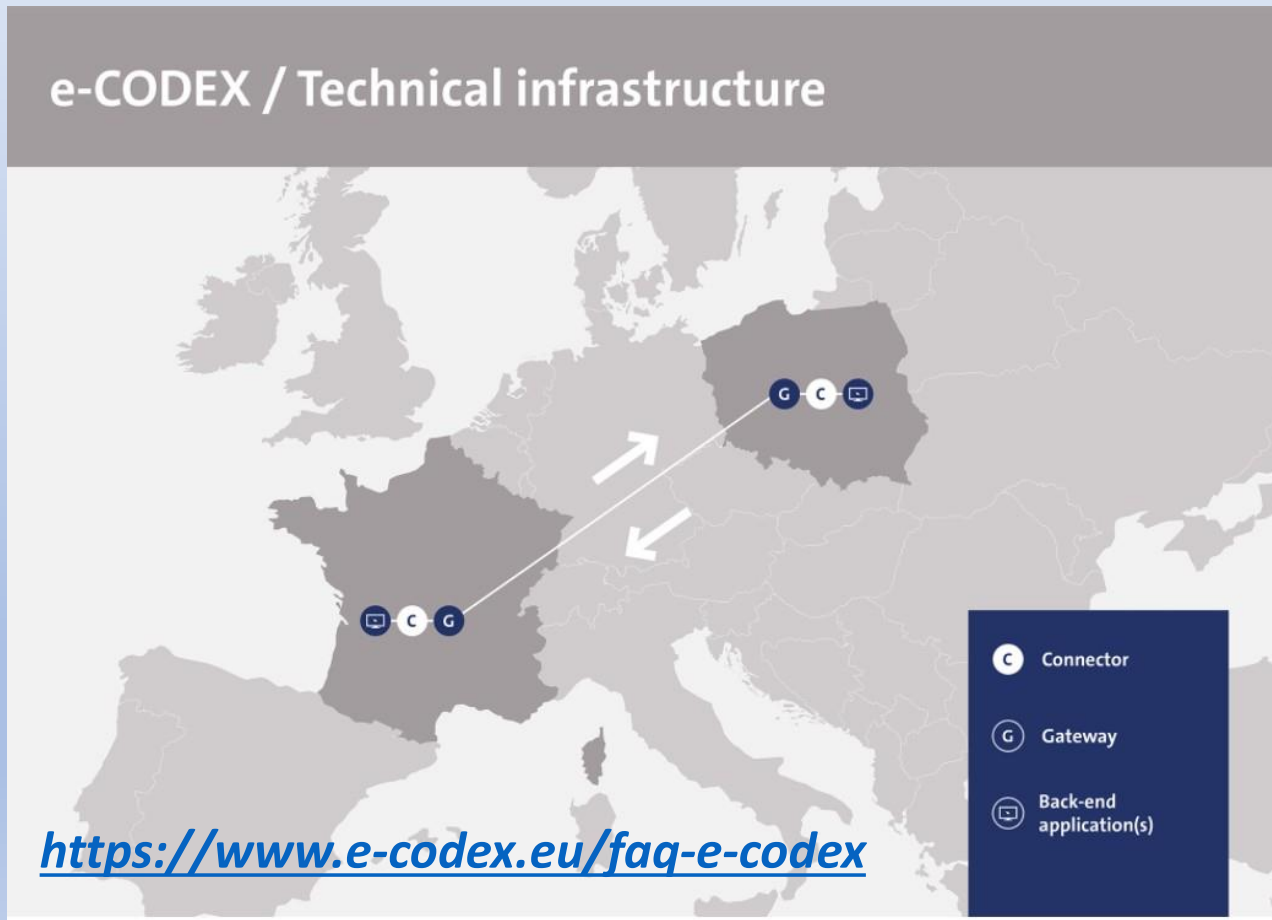 e-CODEX / Technical infrastructure
G C
C G
C Connector
G Gateway
Back-end
application(s)
https://www.e-codex.eu/faq-e-codex